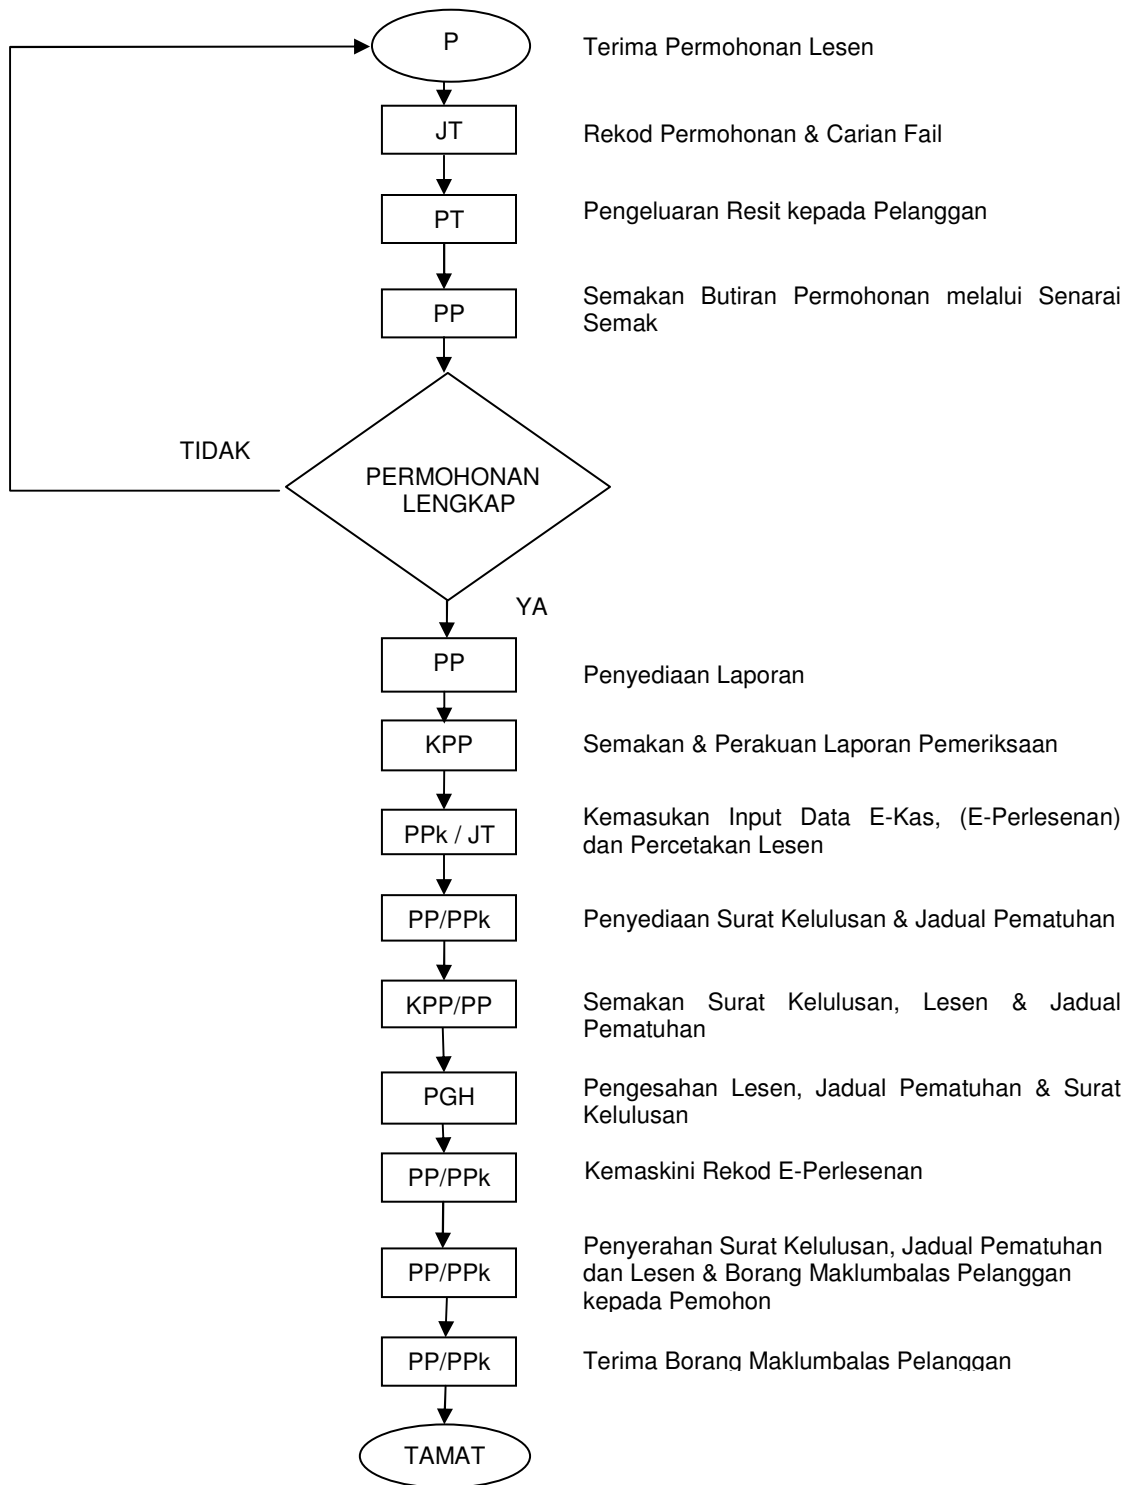 P
Terima Permohonan Lesen
JT
Rekod Permohonan & Carian Fail
PT
Pengeluaran Resit kepada Pelanggan
PP
Semakan Butiran Permohonan melalui Senarai
Semak
TIDAK
PERMOHONAN
LENGKAP
YA
PP
Penyediaan Laporan
KPP
Semakan & Perakuan Laporan Pemeriksaan
PPk / JT
Kemasukan Input Data E-Kas, (E-Perlesenan)
dan Percetakan Lesen
PP/PPk
Penyediaan Surat Kelulusan & Jadual Pematuhan
KPP/PP
Semakan Surat Kelulusan, Lesen & Jadual
Pematuhan
PGH
Pengesahan Lesen, Jadual Pematuhan & Surat
Kelulusan
PP/PPk
Kemaskini Rekod E-Perlesenan
PP/PPk
Penyerahan Surat Kelulusan, Jadual Pematuhan
dan Lesen & Borang Maklumbalas Pelanggan
kepada Pemohon
PP/PPk
Terima Borang Maklumbalas Pelanggan
TAMAT